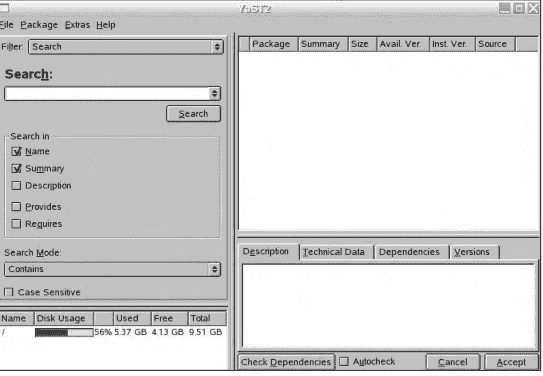 YaST2
File Package Extras Help
Filter: Search
Search:
Search
Search in
Name
Summary
Description
Provides
Requires
Search Mode:
Contains
Case Sensitive
Name Disk Usage Used Free Total
/ 56% 5.37 GB 4.13 GB 9.51 GB
Package Summary Size Avail. Ver. Inst. Ver. Source
Description Technical Data Dependencies Versions
Check Dependencies Autocheck Cancel Accept